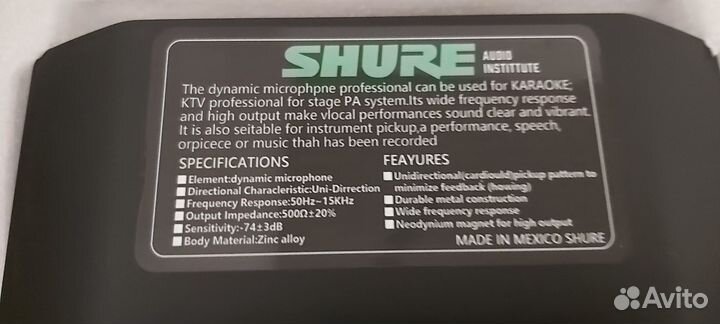 SHURE AUDIO
INSTITTUTE
The dynamic microphpne professional can be used for KARAOKE;
KTV professional for stage PA system.Its wide frequency response
and high output make vlocal performances sound clear and vibrant.
It is also seitable for instrument pickup,a performance, speech,
orpicece or music thah has been recorded
SPECIFICATIONS
Element:dynamic microphone
Directional Characleristic:Uni-Dirrection
Frequency Response:50Hz~15KHz
Output Impedance:500Ω±20%
Sensitivity:-74±3dB
Body Material:Zinc alloy
FEAYURES
Unidirectional(cardiould)pickup pattern to
minimize feedback (howing)
Durable metal construction
Wide frequency response
Neodynium magnet for high output
MADE IN MEXICO SHURE
Avito